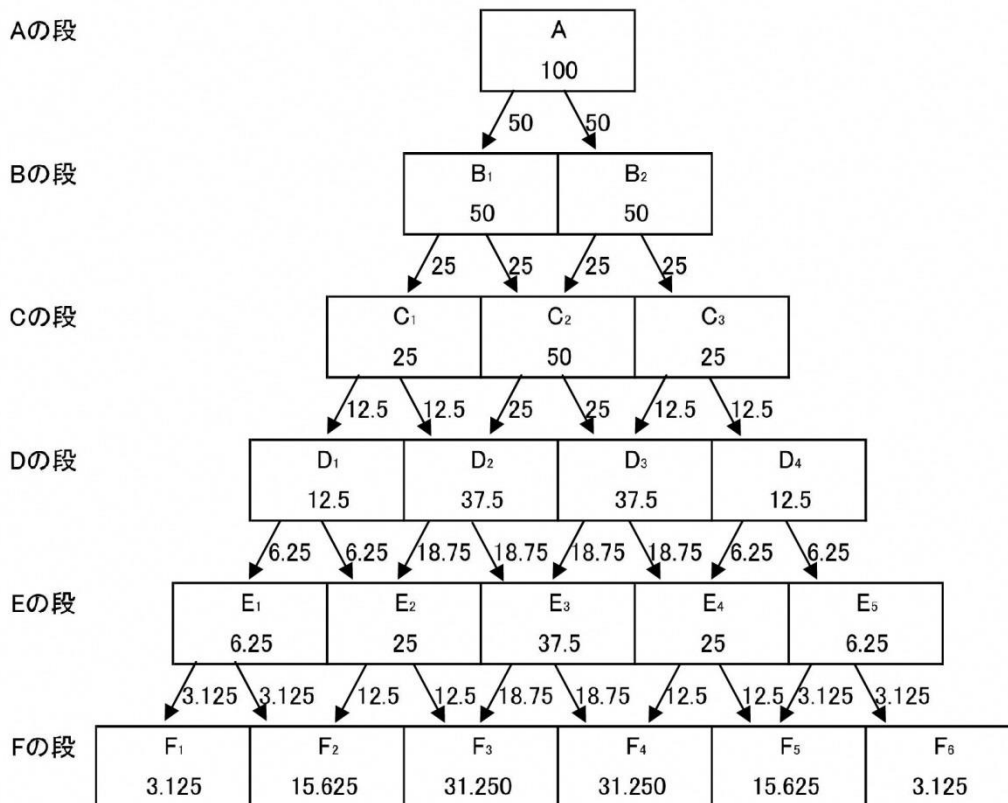 Aの段 A
100
50 50
Bの段 B₁ B₂
50 50
25 25 25 25
Cの段 C₁ C₂ C₃
25 50 25
12.5 12.5 25 25 12.5 12.5
Dの段 D₁ D₂ D₃ D₄
12.5 37.5 37.5 12.5
6.25 6.25 18.75 18.75 18.75 18.75 6.25 6.25
Eの段 E₁ E₂ E₃ E₄ E₅
6.25 25 37.5 25 6.25
3.125 3.125 12.5 12.5 18.75 18.75 12.5 12.5 3.125 3.125
Fの段 F₁ F₂ F₃ F₄ F₅ F₆
3.125 15.625 31.250 31.250 15.625 3.125